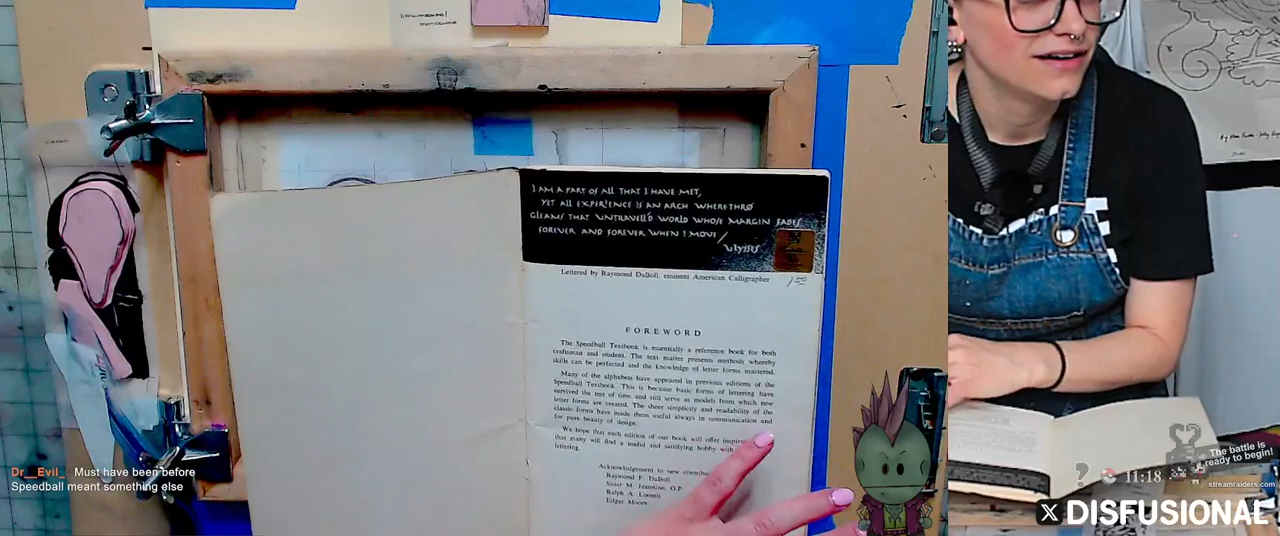 I AM A PART OF ALL THAT I HAVE MET,
YET ALL EXPERIENCE IS AN ARCH WHERETHRO'
GLEAMS THAT UNTRAVELL'D WORLD WHOSE MARGIN FADES
FOREVER AND FOREVER WHEN I MOVE/
Ulysses
Lettered by Raymond DaBoll, eminent American Calligrapher
FOREWORD
The Speedball Textbook is essentially a reference book for both
craftsman and student. The text matter presents methods whereby
skills can be perfected and the knowledge of letter forms mastered.
Many of the alphabets have appeared in previous editions of the
Speedball Textbook. This is because basic forms of lettering have
survived the test of time and still serve as models from which new
letter forms are created. The sheer simplicity and readability of the
classic forms have made them useful always in communication and
for pure beauty of design.
We hope that each edition of our book will offer
that many will find a useful and satisfying hobby
lettering.
Acknowledgement to new
Raymond F. DaBoll
Sister M. Jeannine, O.P.
Ralph A. Loomis
Edgar Moore
Dr__Evil_ Must have been before
Speedball meant something else
? 11:18
The battle is
ready to begin!
streamraiders.com
X DISFUSIONAL